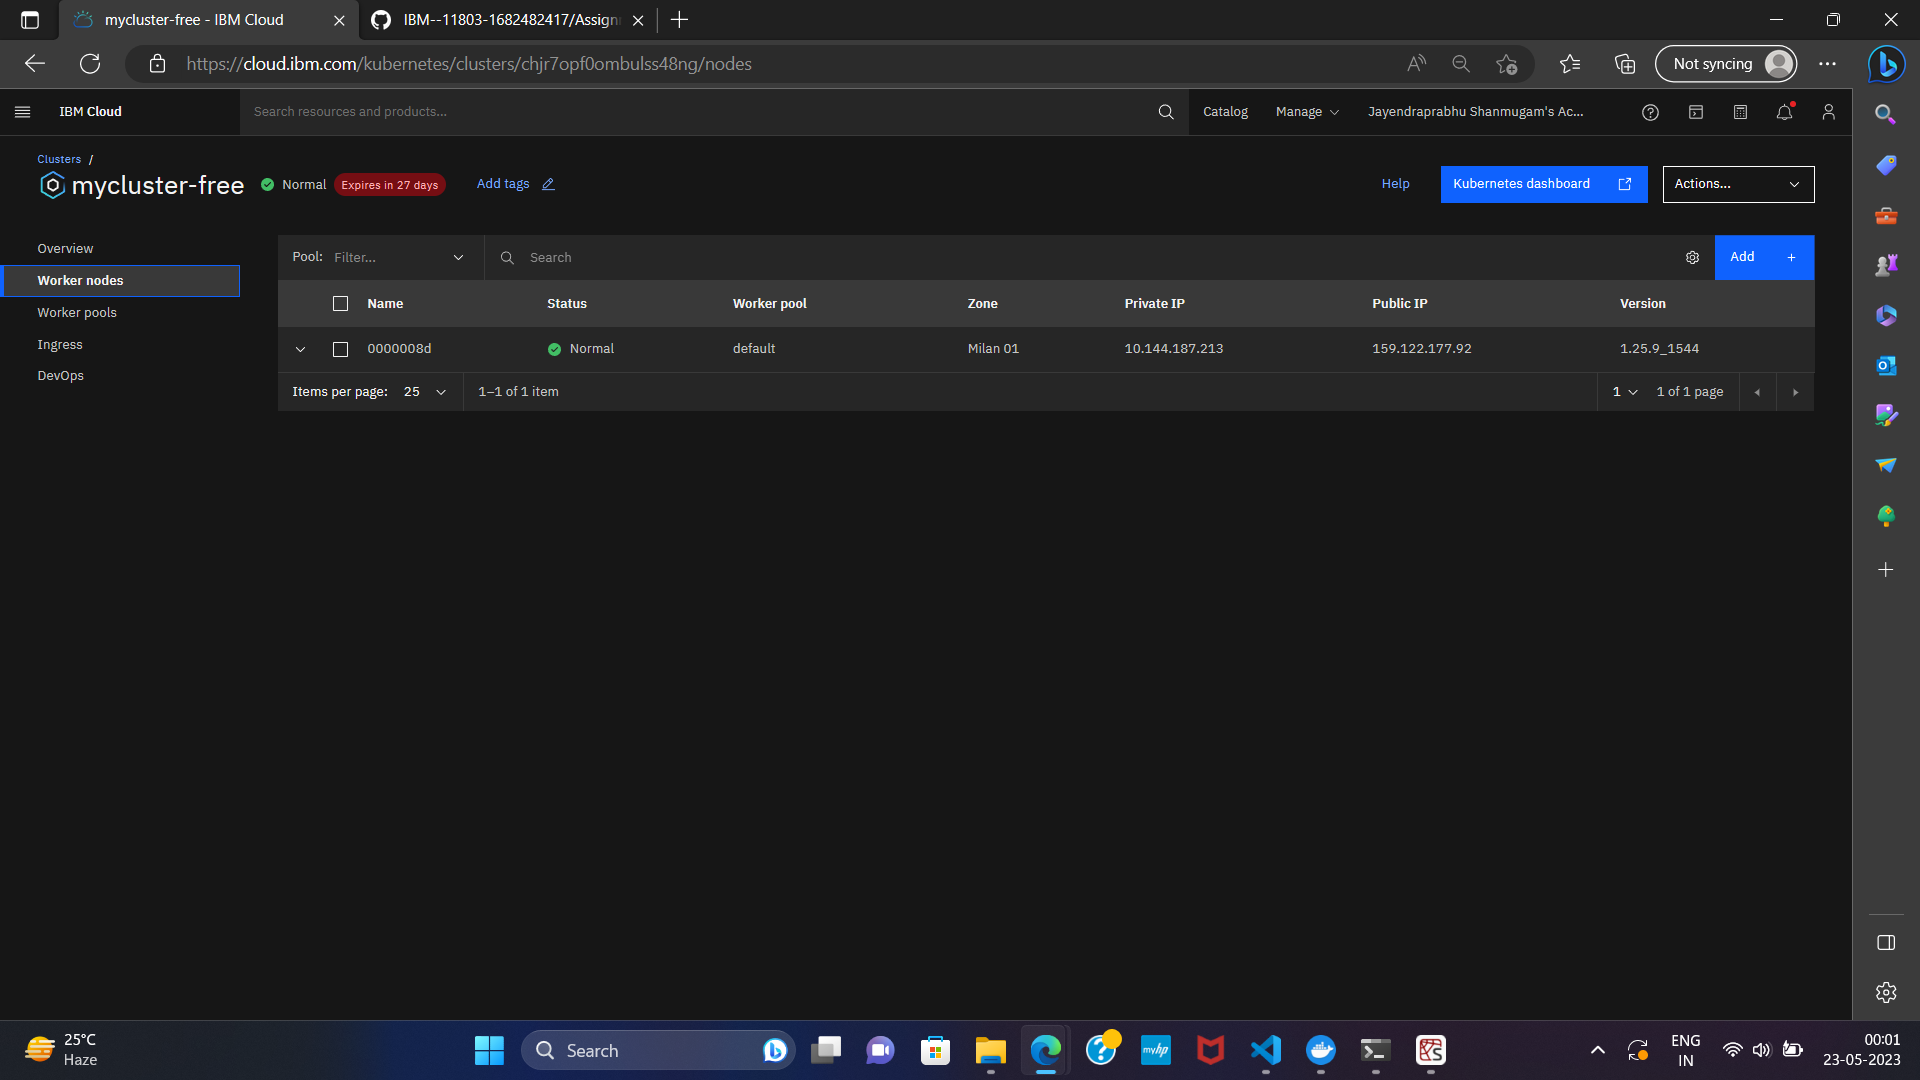 mycluster-free - IBM Cloud
IBM--11803-1682482417/Assign
https://cloud.ibm.com/kubernetes/clusters/chjr7opf0ombulss48ng/nodes
Not syncing
IBM Cloud
Search resources and products...
Catalog
Manage
Jayendraprabhu Shanmugam's Ac...
Clusters /
mycluster-free
Normal
Expires in 27 days
Add tags
Help
Kubernetes dashboard
Actions...
Overview
Worker nodes
Worker pools
Ingress
DevOps
Pool: Filter...
Search
Add +
Name Status Worker pool Zone Private IP Public IP Version
0000008d Normal default Milan 01 10.144.187.213 159.122.177.92 1.25.9_1544
Items per page: 25
1–1 of 1 item
1
1 of 1 page
25°C
Haze
Search
myhp
ENG
IN
00:01
23-05-2023